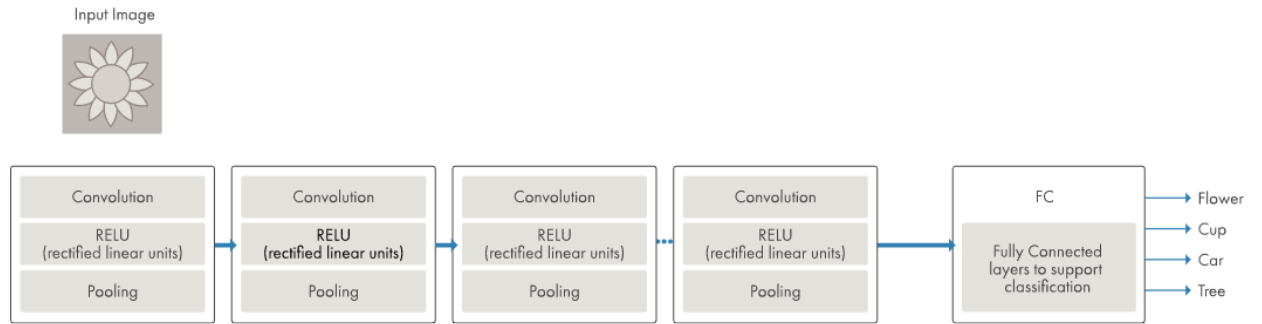 Input Image
Convolution
RELU
(rectified linear units)
Pooling
Convolution
RELU
(rectified linear units)
Pooling
Convolution
RELU
(rectified linear units)
Pooling
Convolution
RELU
(rectified linear units)
Pooling
FC
Fully Connected
layers to support
classification
Flower
Cup
Car
Tree